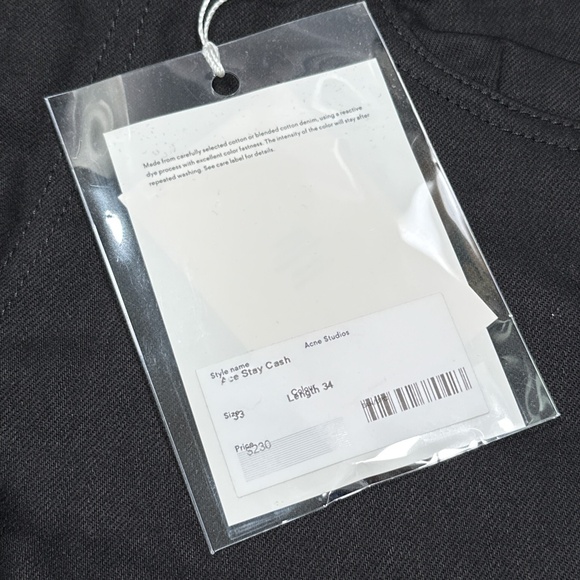 Made from carefully selected cotton or blended cotton denim, using a reactive
dye process with excellent color fastness. The intensity of the color will stay after
repeated washing. See care label for details.
Acne Studios
Style name
Ace Stay Cash
Colour
Length 34
Size
33
Price
$230